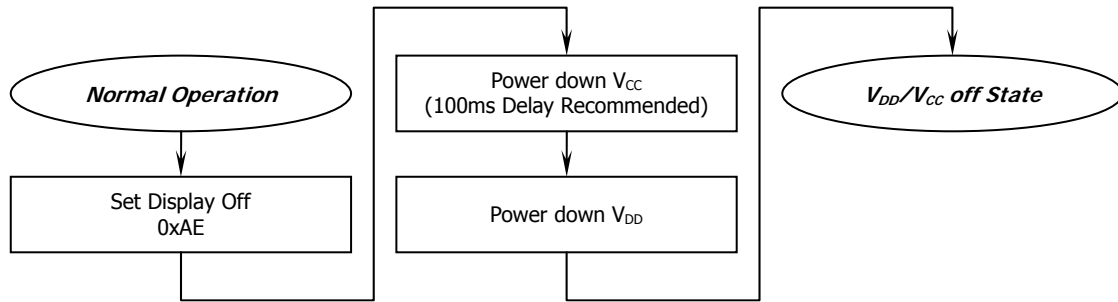 Normal Operation
Set Display Off
0xAE
Power down VCC
(100ms Delay Recommended)
Power down VDD
VDD/VCC off State